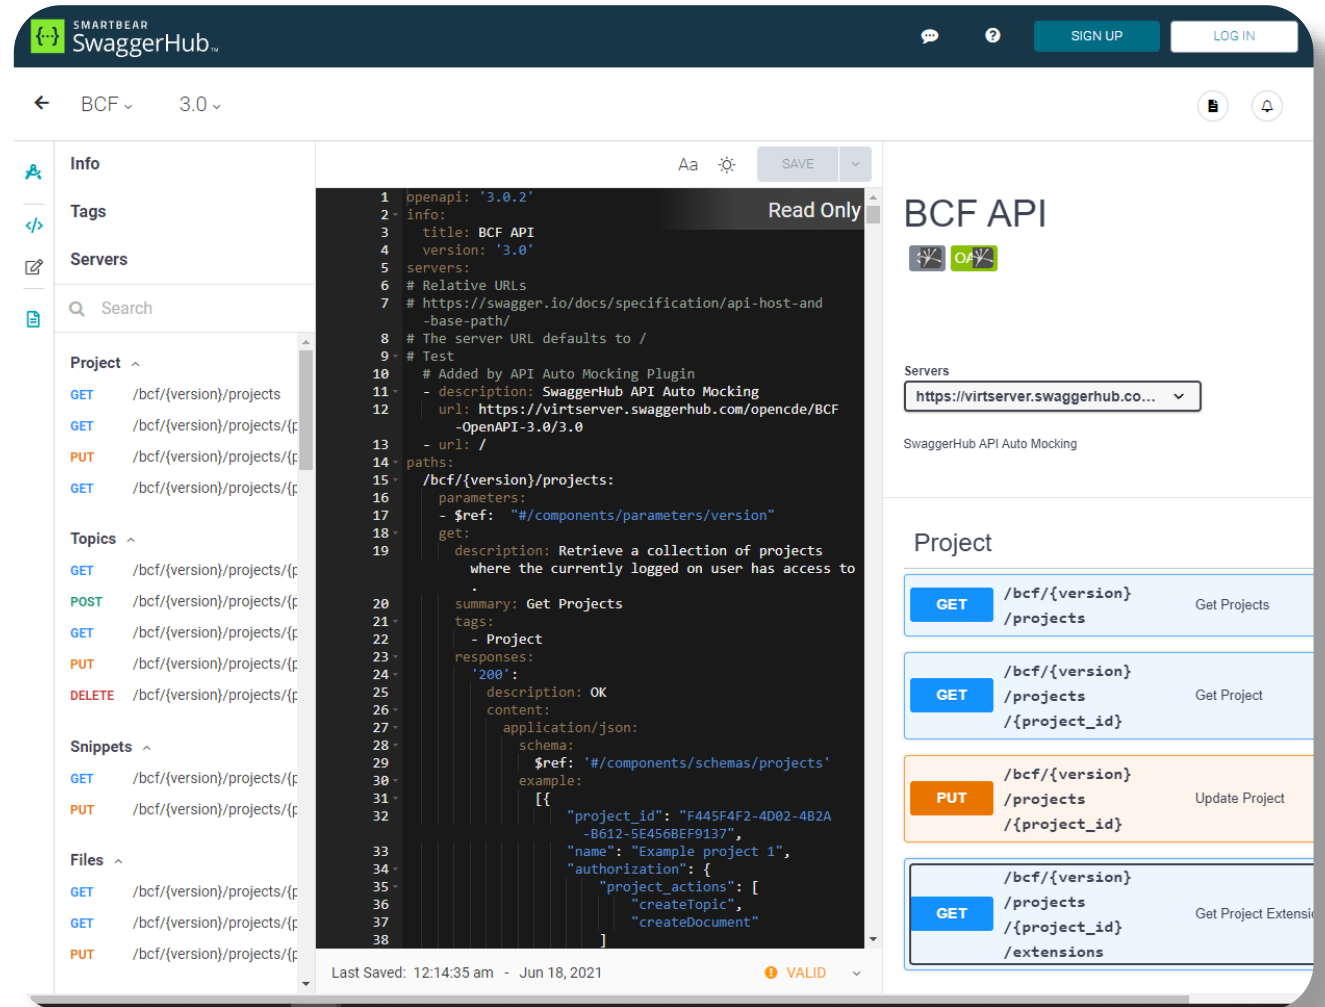 SMARTBEAR
SwaggerHub™
SIGN UP
LOG IN
BCF
3.0
Info
Tags
Servers
Search
Project
GET /bcf/{version}/projects
GET /bcf/{version}/projects/{p
PUT /bcf/{version}/projects/{p
GET /bcf/{version}/projects/{p
Topics
GET /bcf/{version}/projects/{p
POST /bcf/{version}/projects/{p
GET /bcf/{version}/projects/{p
PUT /bcf/{version}/projects/{p
DELETE /bcf/{version}/projects/{p
Snippets
GET /bcf/{version}/projects/{p
PUT /bcf/{version}/projects/{p
Files
GET /bcf/{version}/projects/{p
GET /bcf/{version}/projects/{p
PUT /bcf/{version}/projects/{p
Aa
SAVE
Read Only
1 openapi: '3.0.2'
2 info:
3 title: BCF API
4 version: '3.0'
5 servers:
6 # Relative URLs
7 # https://swagger.io/docs/specification/api-host-and
-base-path/
8 # The server URL defaults to /
9 # Test
10 # Added by API Auto Mocking Plugin
11 - description: SwaggerHub API Auto Mocking
12 url: https://virtserver.swaggerhub.com/opencde/BCF
-OpenAPI-3.0/3.0
13 - url: /
14 paths:
15 /bcf/{version}/projects:
16 parameters:
17 - $ref: "#/components/parameters/version"
18 get:
19 description: Retrieve a collection of projects
where the currently logged on user has access to
.
20 summary: Get Projects
21 tags:
22 - Project
23 responses:
24 '200':
25 description: OK
26 content:
27 application/json:
28 schema:
29 $ref: '#/components/schemas/projects'
30 example:
31 [{
32 "project_id": "F445F4F2-4D02-4B2A
-B612-5E456BEF9137",
33 "name": "Example project 1",
34 "authorization": {
35 "project_actions": [
36 "createTopic",
37 "createDocument"
38 ]
Last Saved: 12:14:35 am - Jun 18, 2021
VALID
BCF API
Servers
https://virtserver.swaggerhub.co...
SwaggerHub API Auto Mocking
Project
GET
/bcf/{version}
/projects
Get Projects
GET
/bcf/{version}
/projects
/{project_id}
Get Project
PUT
/bcf/{version}
/projects
/{project_id}
Update Project
GET
/bcf/{version}
/projects
/{project_id}
/extensions
Get Project Extensi